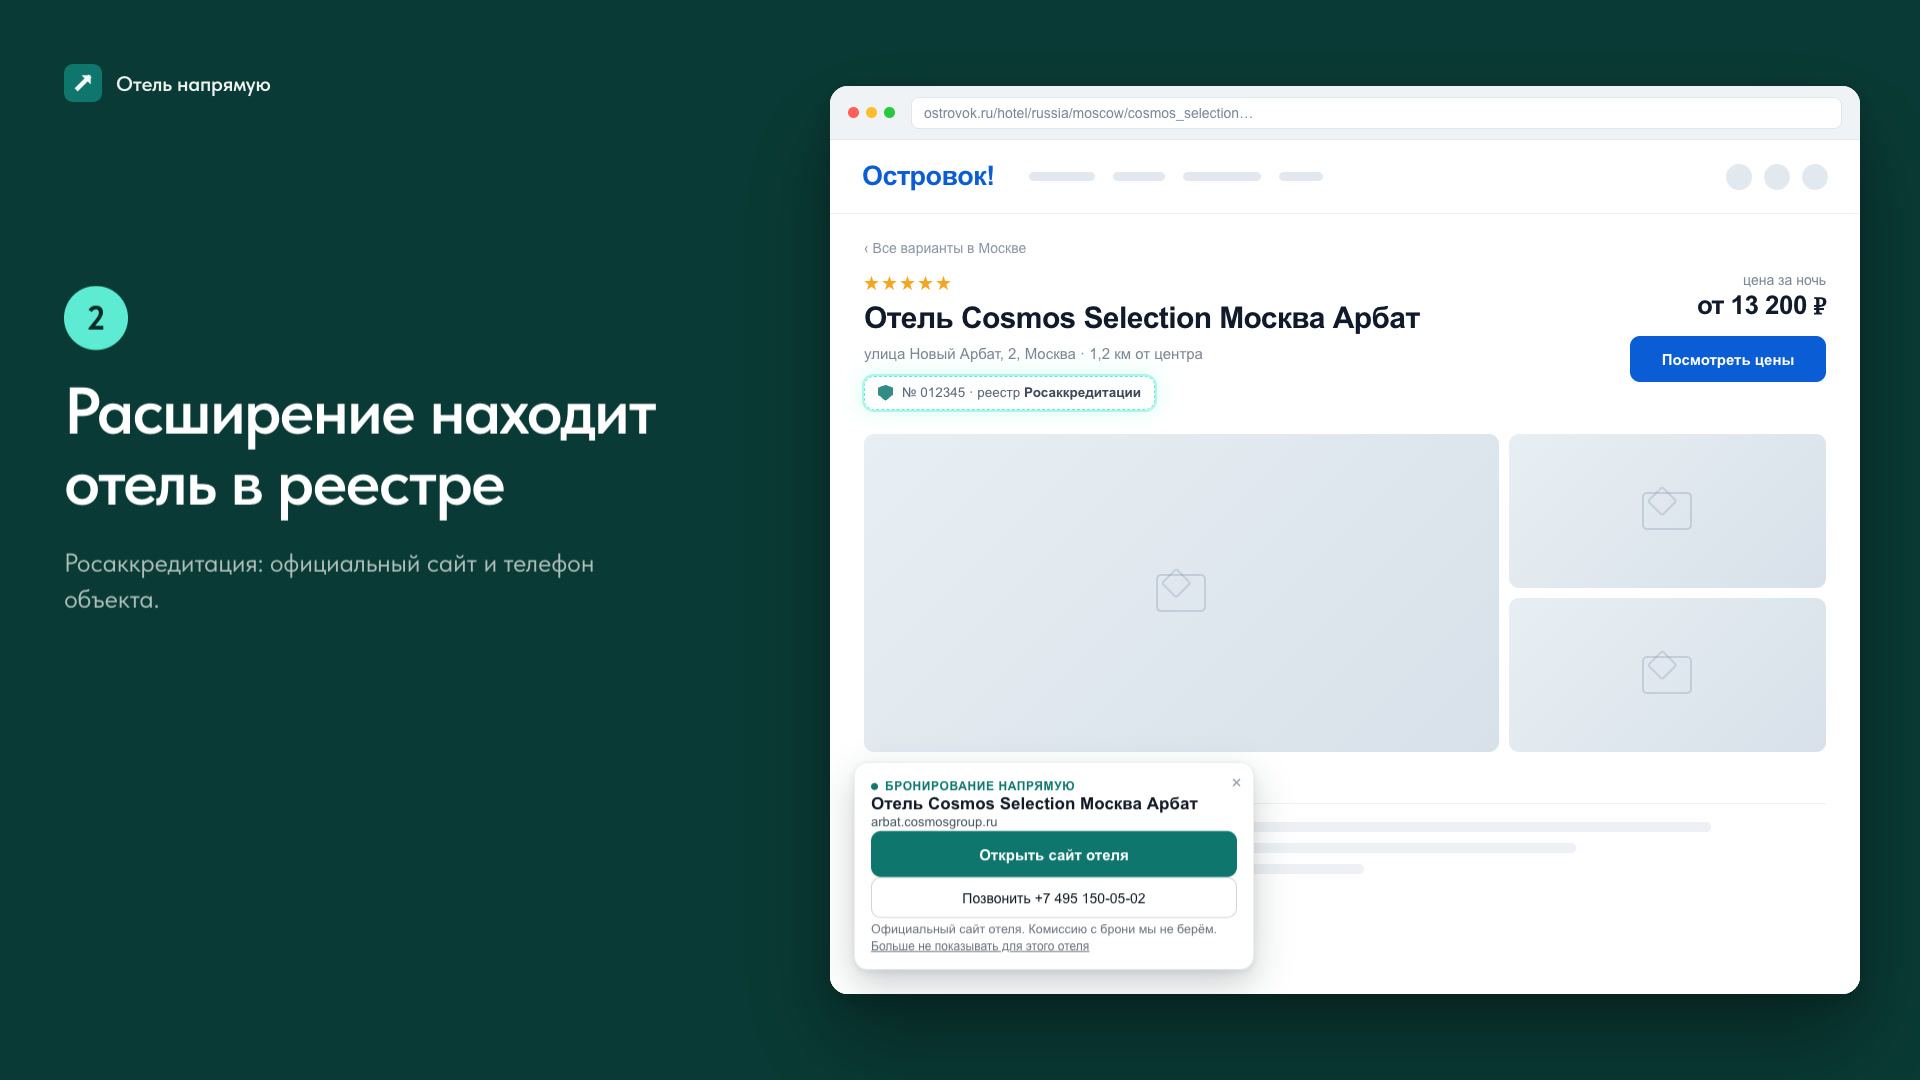 Отель напрямую
2
Расширение находит
отель в реестре
Росаккредитация: официальный сайт и телефон
объекта.
ostrovok.ru/hotel/russia/moscow/cosmos_selection…
Островок!
‹ Все варианты в Москве
★★★★★
Отель Cosmos Selection Москва Арбат
улица Новый Арбат, 2, Москва · 1,2 км от центра
№ 012345 · реестр Росаккредитации
цена за ночь
от 13 200 ₽
Посмотреть цены
БРОНИРОВАНИЕ НАПРЯМУЮ
×
Отель Cosmos Selection Москва Арбат
arbat.cosmosgroup.ru
Открыть сайт отеля
Позвонить +7 495 150-05-02
Официальный сайт отеля. Комиссию с брони мы не берём.
Больше не показывать для этого отеля